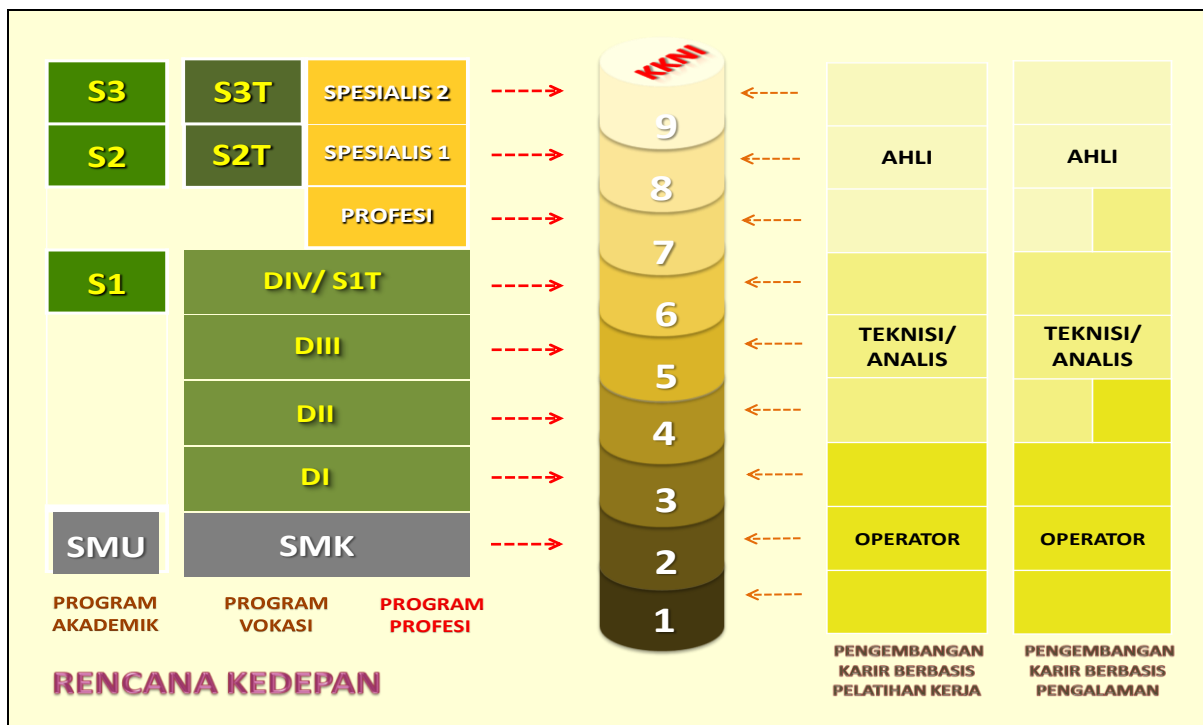 KKNI
S3
S3T
SPESIALIS 2
9
S2
S2T
SPESIALIS 1
8
AHLI
AHLI
PROFESI
7
S1
DIV/ S1T
6
DIII
5
TEKNISI/
ANALIS
TEKNISI/
ANALIS
DII
4
DI
3
SMU
SMK
2
OPERATOR
OPERATOR
1
PROGRAM
AKADEMIK
PROGRAM
VOKASI
PROGRAM
PROFESI
RENCANA KEDEPAN
PENGEMBANGAN
KARIR BERBASIS
PELATIHAN KERJA
PENGEMBANGAN
KARIR BERBASIS
PENGALAMAN